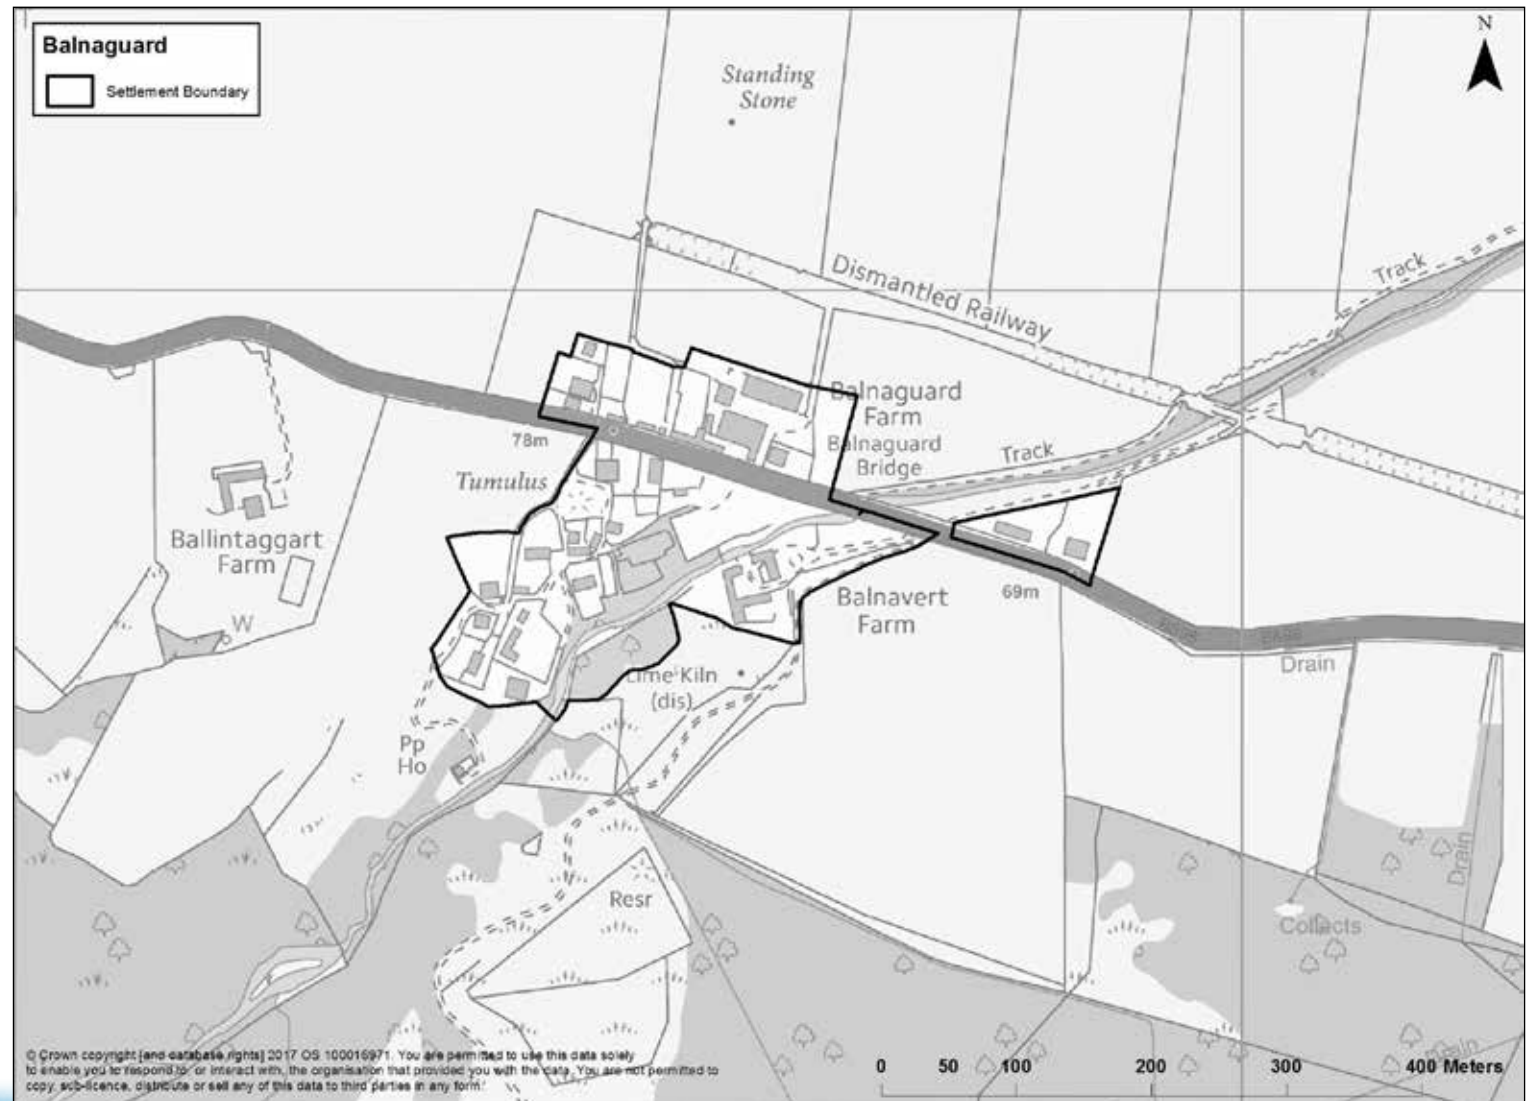 Balnaguard
Settlement Boundary
N
Standing
Stone
Dismantled Railway
Track
Balnaguard
Farm
Balnaguard
Bridge
Track
78m
Tumulus
Ballintaggart
Farm
W
Balnavert
Farm
69m
Drain
Lime Kiln
(dis)
Pp
Ho
Resr
Drain
Collects
Drain
© Crown copyright [and database rights] 2017 OS 100016971. You are permitted to use this data solely
to enable you to respond to, or interact with, the organisation that provided you with the data. You are not permitted to
copy, sub-licence, distribute or sell any of this data to third parties in any form.
0 50 100 200 300 400 Meters